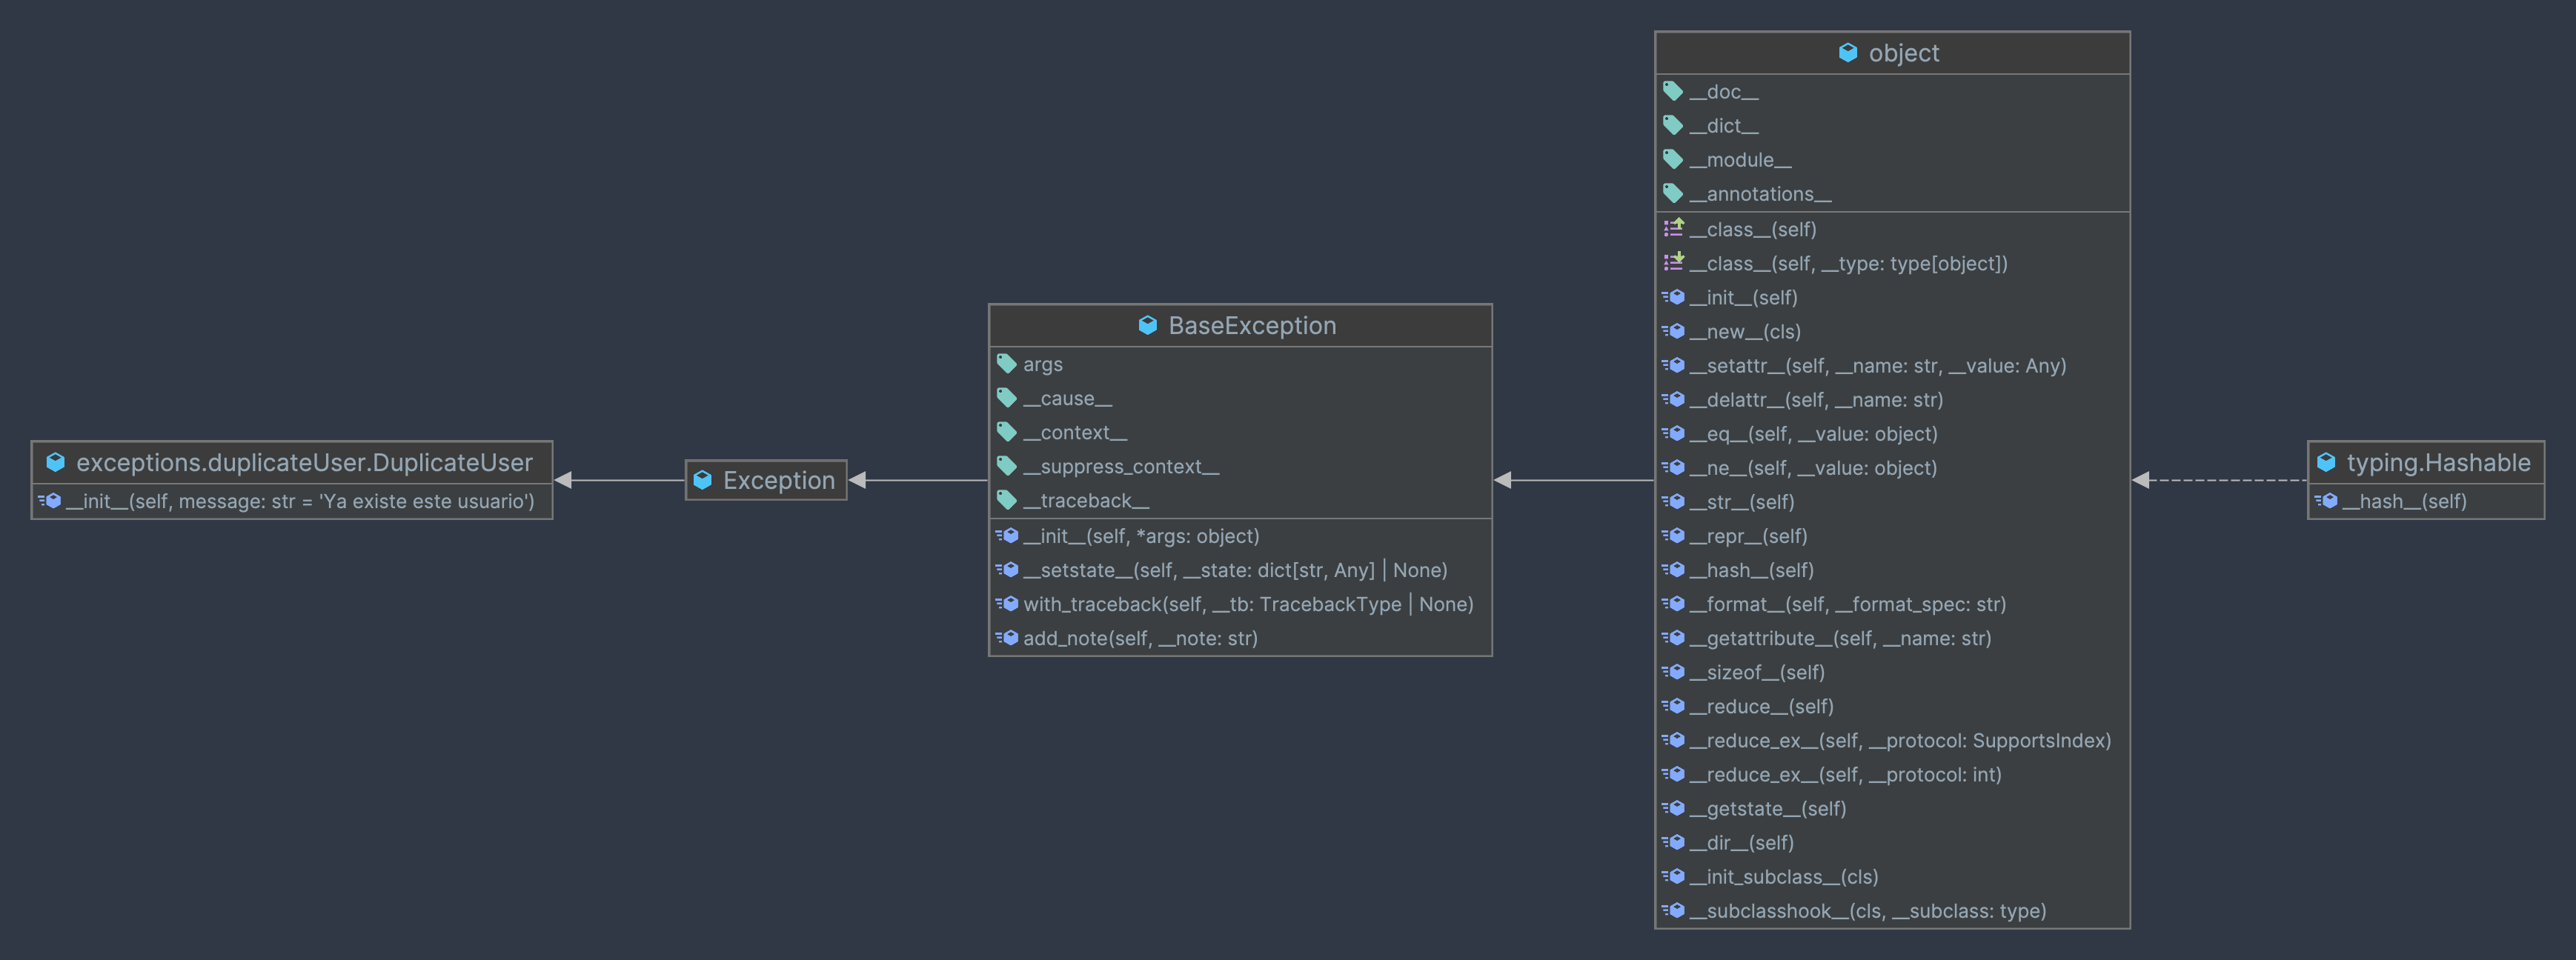 exceptions.duplicateUser.DuplicateUser
__init__(self, message: str = 'Ya existe este usuario')
Exception
BaseException
args
__cause__
__context__
__suppress_context__
__traceback__
__init__(self, *args: object)
__setstate__(self, __state: dict[str, Any] | None)
with_traceback(self, __tb: TracebackType | None)
add_note(self, __note: str)
object
__doc__
__dict__
__module__
__annotations__
__class__(self)
__class__(self, __type: type[object])
__init__(self)
__new__(cls)
__setattr__(self, __name: str, __value: Any)
__delattr__(self, __name: str)
__eq__(self, __value: object)
__ne__(self, __value: object)
__str__(self)
__repr__(self)
__hash__(self)
__format__(self, __format_spec: str)
__getattribute__(self, __name: str)
__sizeof__(self)
__reduce__(self)
__reduce_ex__(self, __protocol: SupportsIndex)
__reduce_ex__(self, __protocol: int)
__getstate__(self)
__dir__(self)
__init_subclass__(cls)
__subclasshook__(cls, __subclass: type)
typing.Hashable
__hash__(self)